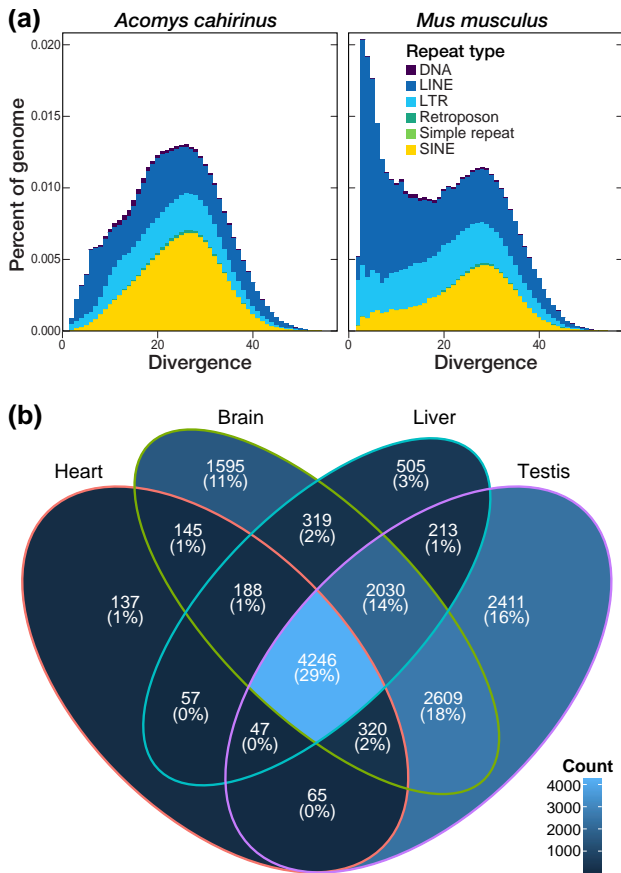 (a)
Acomys cahirinus
Mus musculus
Percent of genome
0.020
0.015
0.010
0.005
0.000
Repeat type
DNA
LINE
LTR
Retroposon
Simple repeat
SINE
0
20
40
0
20
40
Divergence
Divergence
(b)
Brain
Liver
Heart
Testis
1595
(11%)
505
(3%)
145
(1%)
319
(2%)
213
(1%)
137
(1%)
188
(1%)
2030
(14%)
2411
(16%)
4246
(29%)
57
(0%)
47
(0%)
320
(2%)
2609
(18%)
65
(0%)
Count
4000
3000
2000
1000